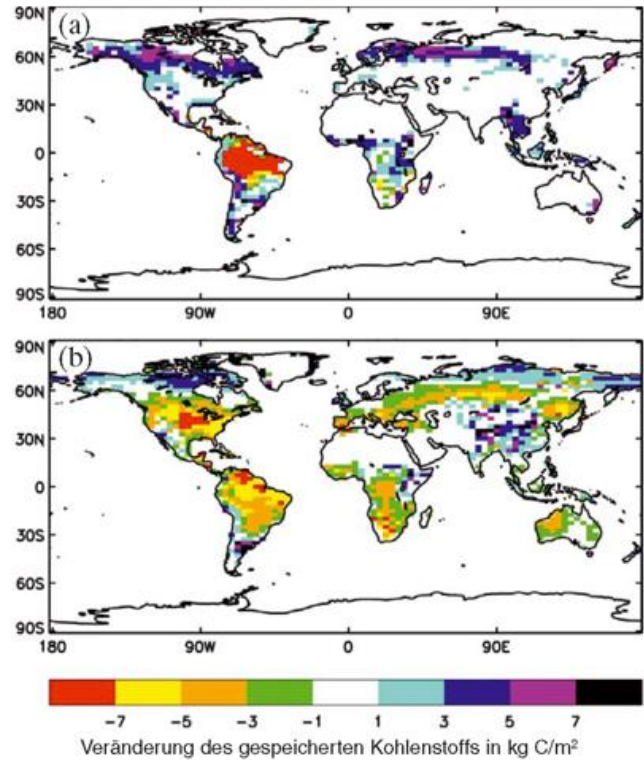 (a)
90N
60N
30N
0
30S
60S
90S
180 90W 0 90E
(b)
90N
60N
30N
0
30S
60S
90S
180 90W 0 90E
−7 −5 −3 −1 1 3 5 7
Veränderung des gespeicherten Kohlenstoffs in kg C/m²